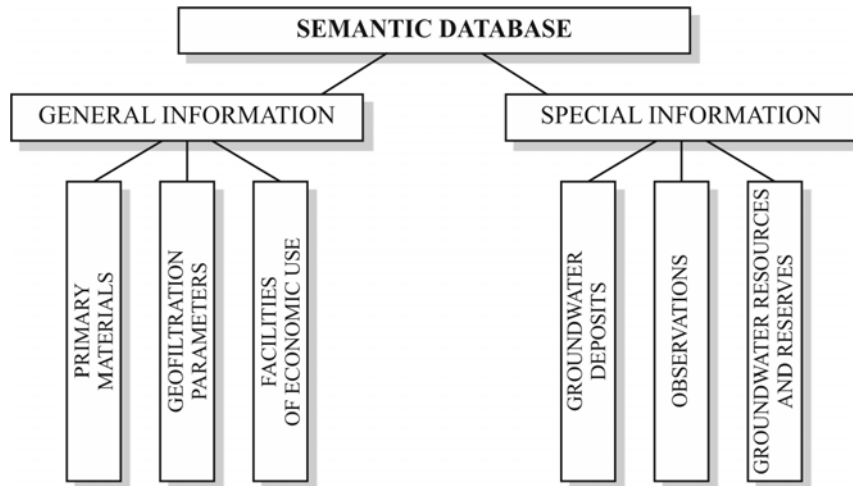 SEMANTIC DATABASE
GENERAL INFORMATION
SPECIAL INFORMATION
PRIMARY
MATERIALS
GEOFILTRATION
PARAMETERS
FACILITIES
OF ECONOMIC USE
GROUNDWATER
DEPOSITS
OBSERVATIONS
GROUNDWATER RESOURCES
AND RESERVES